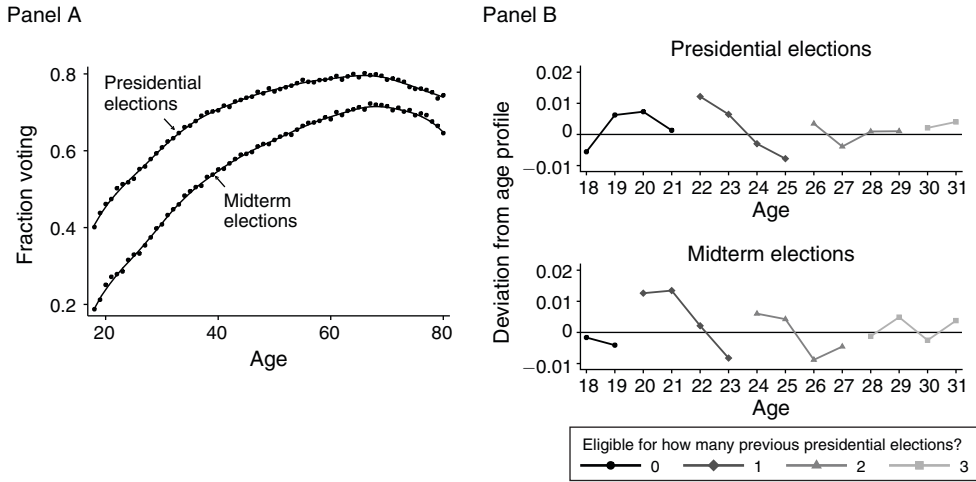 Panel A
Fraction voting
0.8
0.6
0.4
0.2
Presidential
elections
Midterm
elections
20 40 60 80
Age
Panel B
Deviation from age profile
Presidential elections
0.02
0.01
0
−0.01
18 19 20 21 22 23 24 25 26 27 28 29 30 31
Age
Midterm elections
0.02
0.01
0
−0.01
18 19 20 21 22 23 24 25 26 27 28 29 30 31
Age
Eligible for how many previous presidential elections?
0 1 2 3